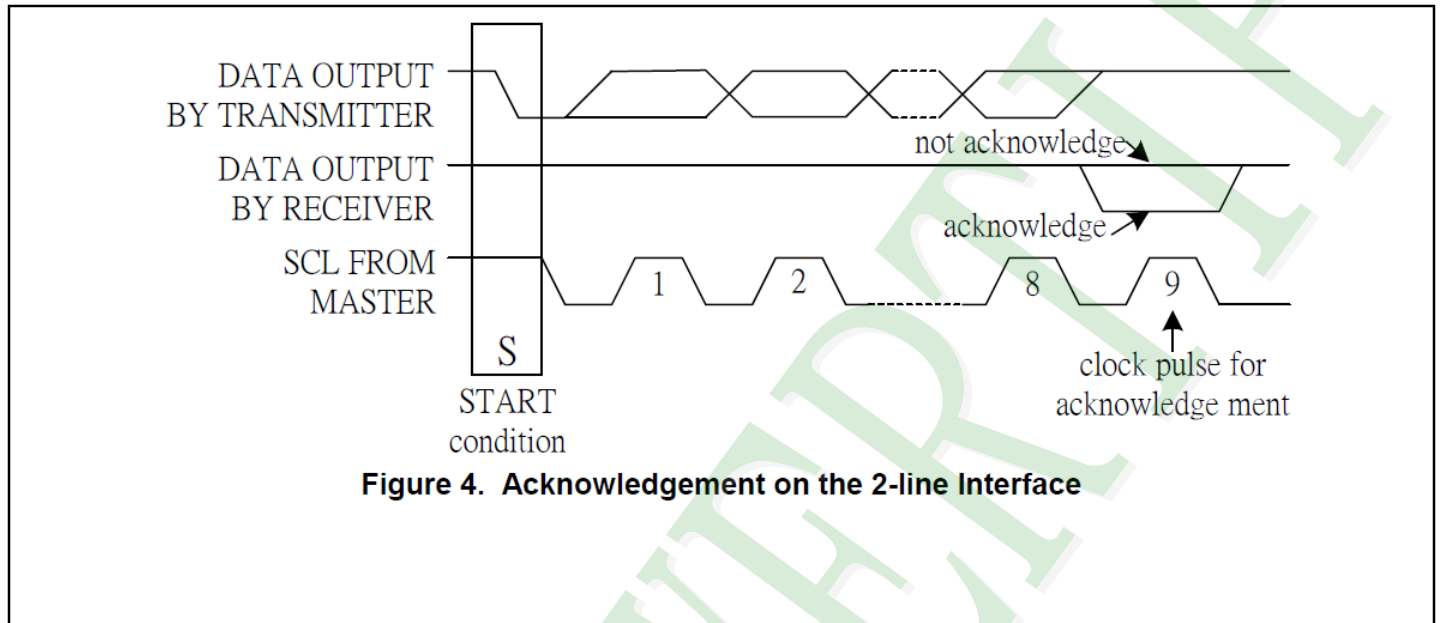 DATA OUTPUT
BY TRANSMITTER
not acknowledge
DATA OUTPUT
BY RECEIVER
acknowledge
SCL FROM
MASTER
1
2
8
9
S
START
condition
clock pulse for
acknowledge ment
Figure 4. Acknowledgement on the 2-line Interface